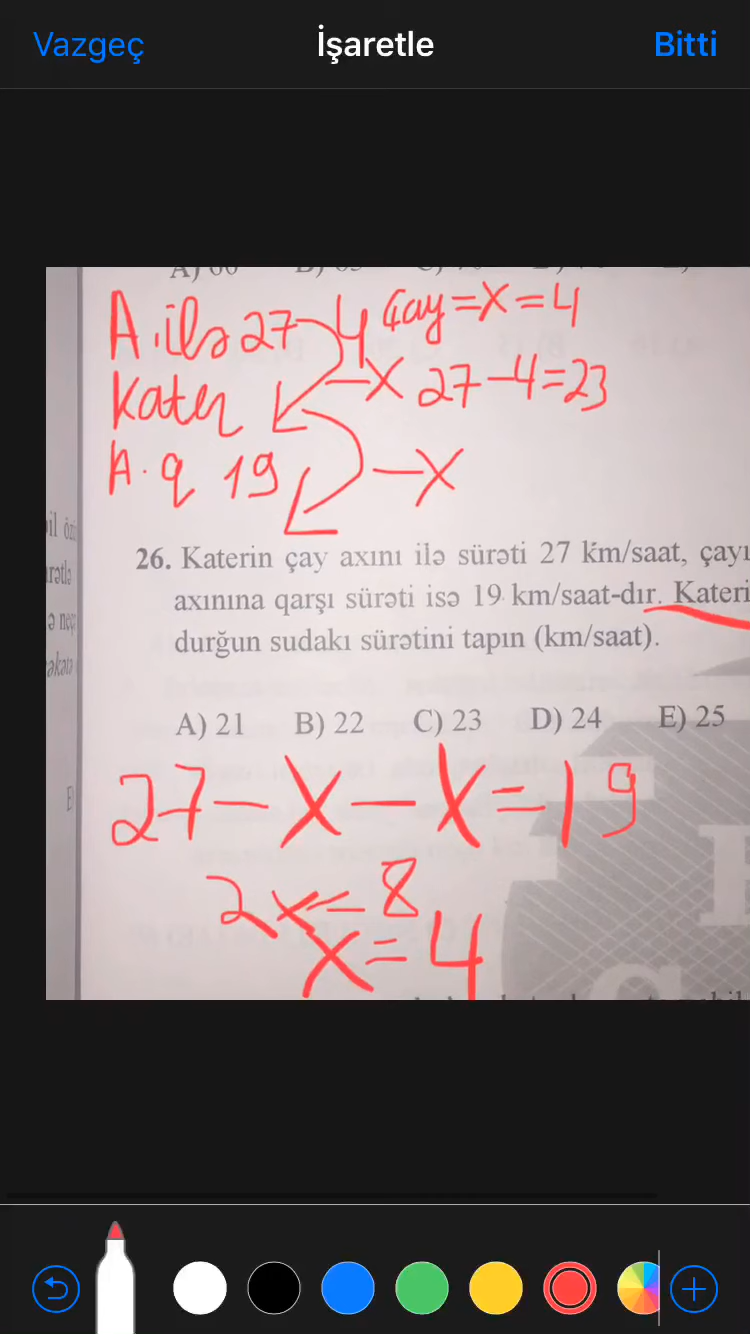 Vazgeç İşaretle Bitti
A.ilə 27 4 Çay=X=4
Kater -X 27-4=23
A.q 19 -X
26. Katerin çay axını ilə sürəti 27 km/saat, çayı
axınına qarşı sürəti isə 19 km/saat-dır. Kateri
durğun sudakı sürətini tapın (km/saat).
A) 21 B) 22 C) 23 D) 24 E) 25
27-X-X=19
2x=8
X=4